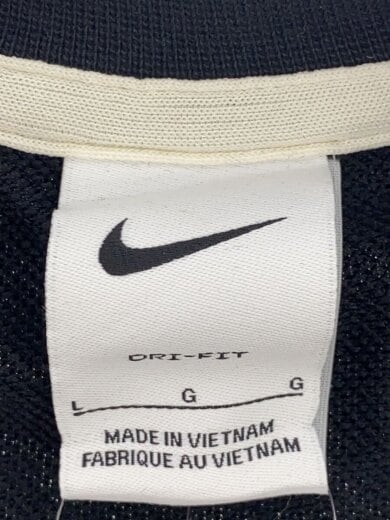 DRI-FIT
L G G
MADE IN VIETNAM
FABRIQUE AU VIETNAM